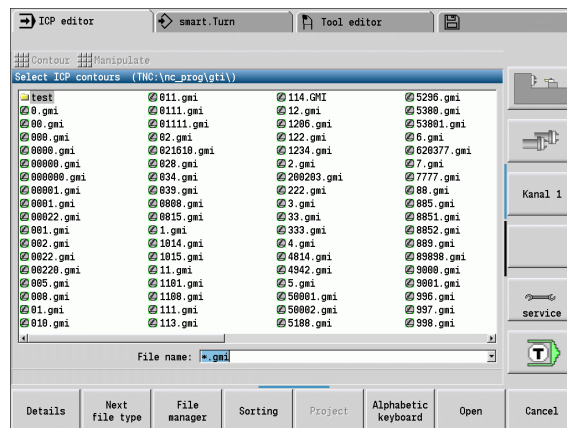 ICP editor smart.Turn Tool editor
Contour Manipulate
Select ICP contours (TNC:\nc_prog\gti\)
test 011.gmi 114.GMI 5296.gmi
0.gmi 0111.gmi 12.gmi 5380.gmi
00.gmi 01111.gmi 1206.gmi 53801.gmi
000.gmi 02.gmi 122.gmi 6.gmi
0000.gmi 021610.gmi 1234.gmi 620377.gmi
00000.gmi 028.gmi 2.gmi 7.gmi
000000.gmi 034.gmi 200203.gmi 7777.gmi
00001.gmi 039.gmi 222.gmi 88.gmi
0001.gmi 0808.gmi 3.gmi 885.gmi
00022.gmi 0815.gmi 33.gmi 8851.gmi
001.gmi 1.gmi 333.gmi 8852.gmi
002.gmi 1014.gmi 4.gmi 889.gmi
0022.gmi 1015.gmi 4814.gmi 89898.gmi
00220.gmi 11.gmi 4942.gmi 9000.gmi
005.gmi 1101.gmi 5.gmi 9001.gmi
008.gmi 1108.gmi 50001.gmi 996.gmi
01.gmi 111.gmi 50002.gmi 997.gmi
010.gmi 113.gmi 5188.gmi 998.gmi
Kanal 1
service
T
File name: *.gmi
Details Next file type File manager Sorting Project Alphabetic keyboard Open Cancel